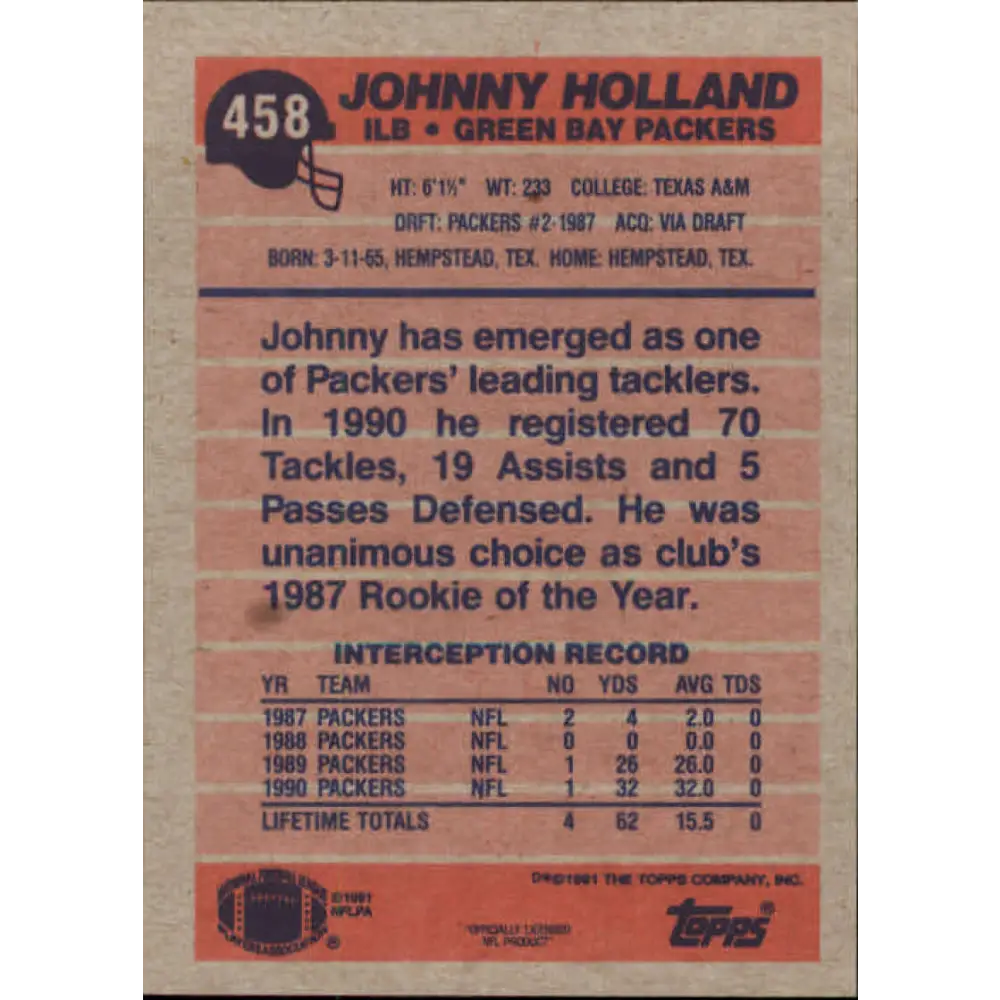 458
JOHNNY HOLLAND
ILB • GREEN BAY PACKERS
HT: 6'1½" WT: 233 COLLEGE: TEXAS A&M
DRFT: PACKERS #2-1987 ACQ: VIA DRAFT
BORN: 3-11-65, HEMPSTEAD, TEX. HOME: HEMPSTEAD, TEX.
Johnny has emerged as one
of Packers' leading tacklers.
In 1990 he registered 70
Tackles, 19 Assists and 5
Passes Defensed. He was
unanimous choice as club's
1987 Rookie of the Year.
INTERCEPTION RECORD
YR TEAM NO YDS AVG TDS
1987 PACKERS NFL 2 4 2.0 0
1988 PACKERS NFL 0 0 0.0 0
1989 PACKERS NFL 1 26 26.0 0
1990 PACKERS NFL 1 32 32.0 0
LIFETIME TOTALS 4 62 15.5 0
©1991
NFLPA
®
©1991 THE TOPPS COMPANY, INC.
"OFFICIALLY LICENSED
NFL PRODUCT"
TOPPS®